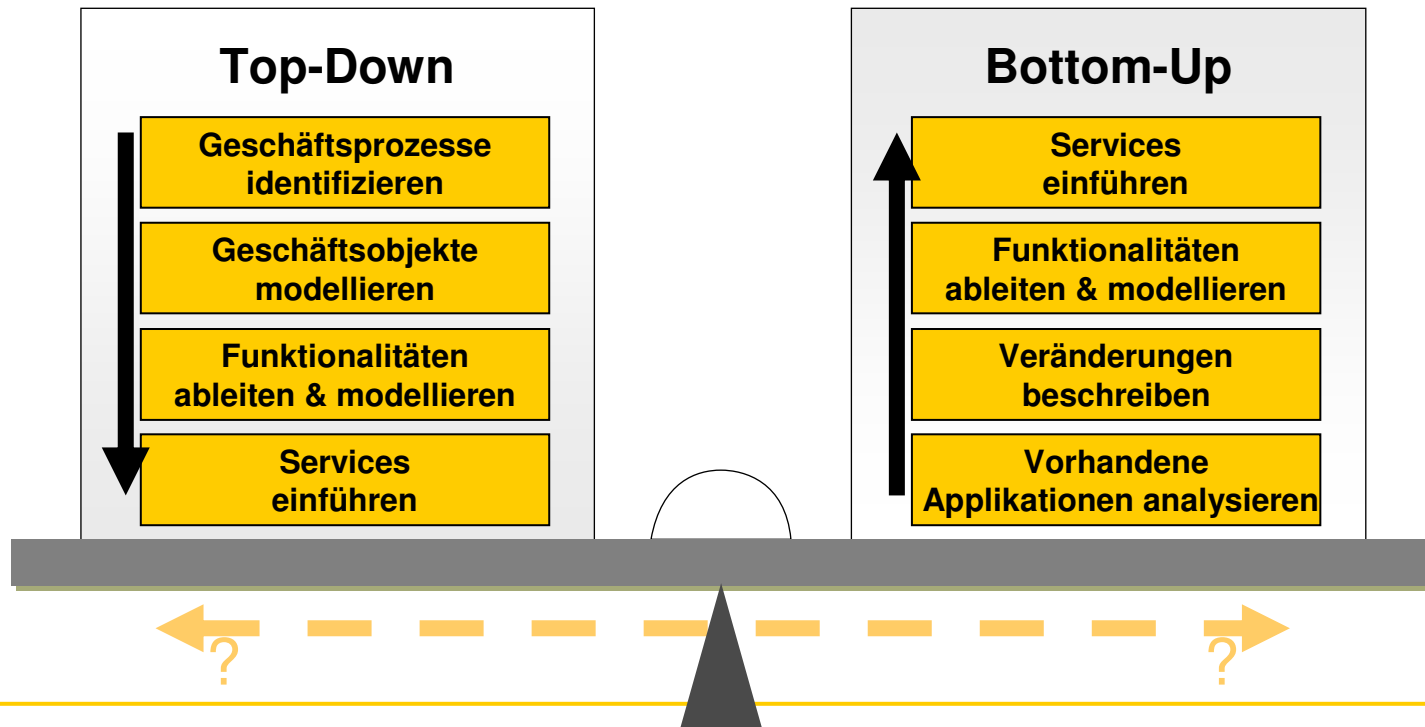 Top-Down
Geschäftsprozesse
identifizieren
Geschäftsobjekte
modellieren
Funktionalitäten
ableiten & modellieren
Services
einführen
Bottom-Up
Services
einführen
Funktionalitäten
ableiten & modellieren
Veränderungen
beschreiben
Vorhandene
Applikationen analysieren
?
?